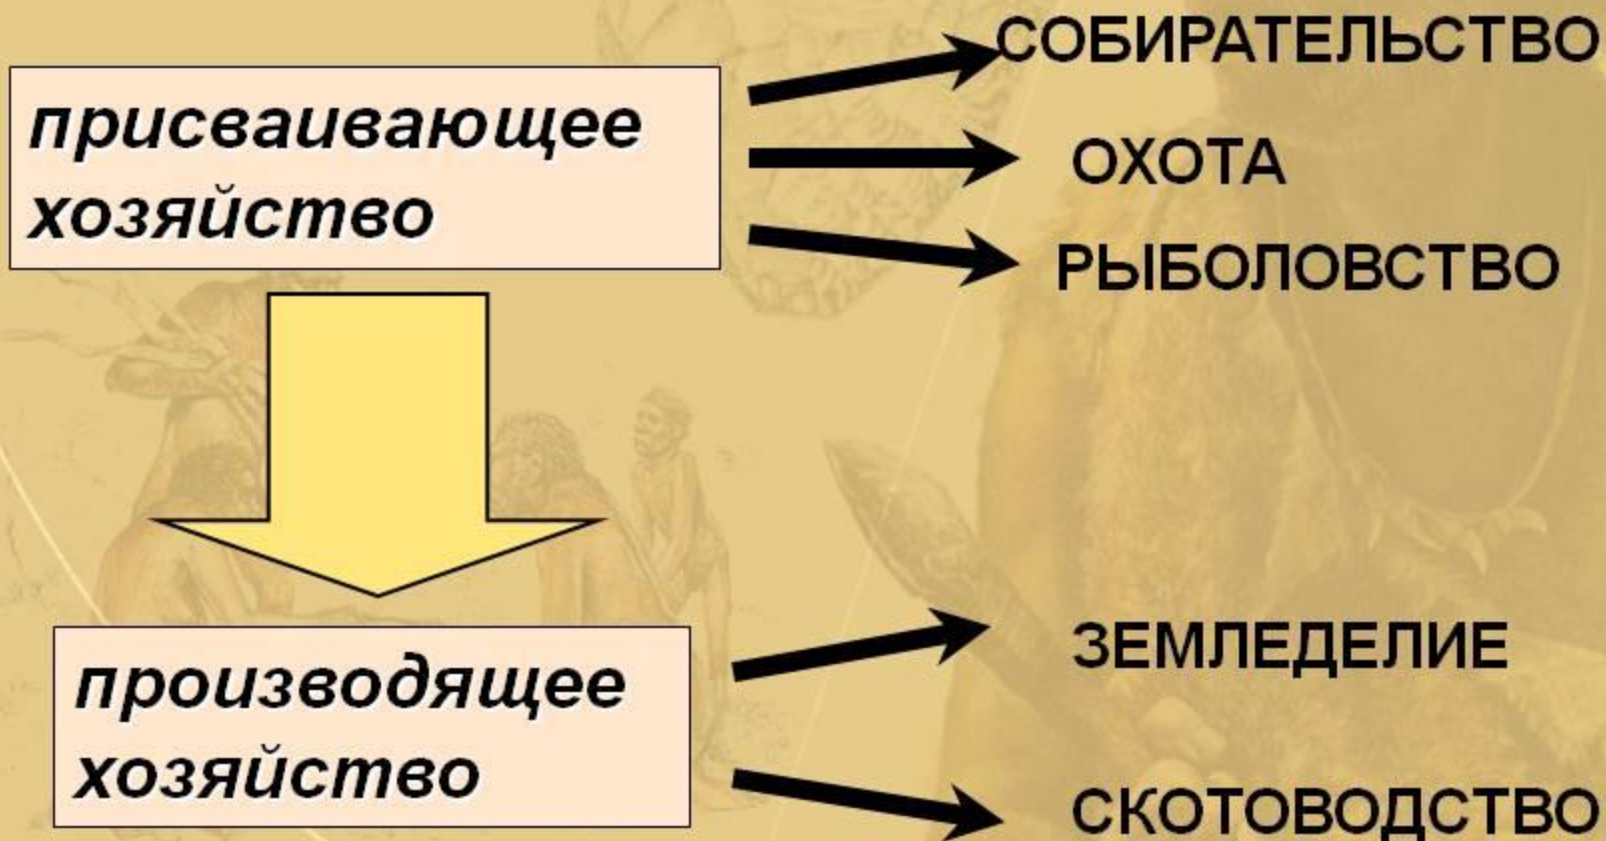 присваивающее
хозяйство
СОБИРАТЕЛЬСТВО
ОХОТА
РЫБОЛОВСТВО
производящее
хозяйство
ЗЕМЛЕДЕЛИЕ
СКОТОВОДСТВО